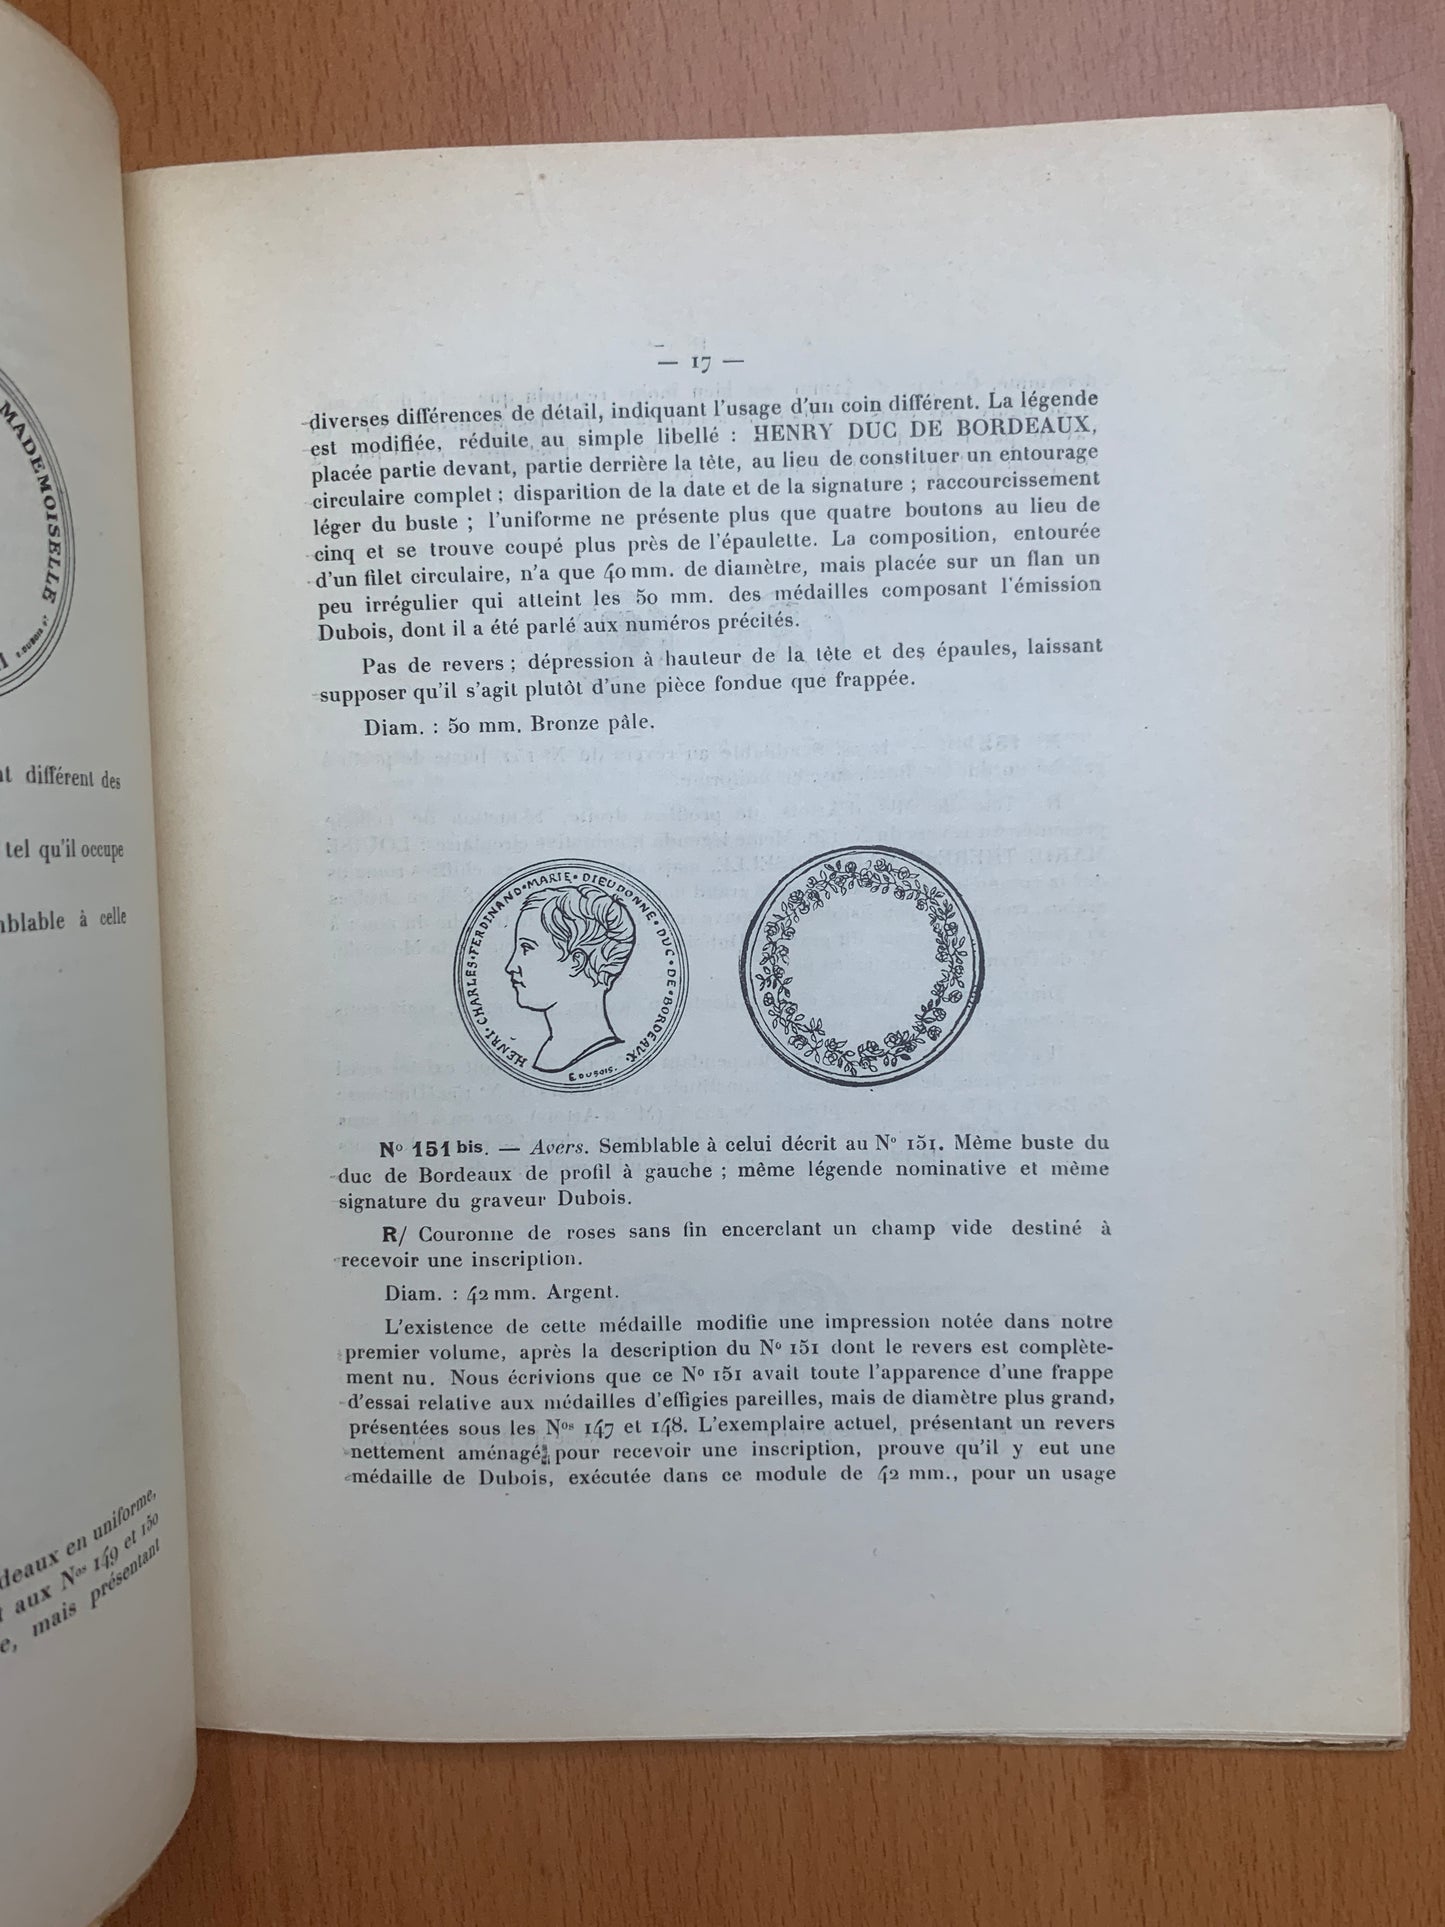 MADEMOISELLE
DUBOIS.
différent des
tel qu'il occupe
à celle
en uniforme,
aux Nos 149 et 150
mais présentant
— 17 —
diverses différences de détail, indiquant l'usage d'un coin différent. La légende
est modifiée, réduite au simple libellé : HENRY DUC DE BORDEAUX,
placée partie devant, partie derrière la tète, au lieu de constituer un entourage
circulaire complet ; disparition de la date et de la signature ; raccourcissement
léger du buste ; l'uniforme ne présente plus que quatre boutons au lieu de
cinq et se trouve coupé plus près de l'épaulette. La composition, entourée
d'un filet circulaire, n'a que 40 mm. de diamètre, mais placée sur un flan un
peu irrégulier qui atteint les 50 mm. des médailles composant l'émission
Dubois, dont il a été parlé aux numéros précités.
Pas de revers ; dépression à hauteur de la tète et des épaules, laissant
supposer qu'il s'agit plutôt d'une pièce fondue que frappée.
Diam. : 50 mm. Bronze pâle.
HENRI·CHARLES·FERDINAND·MARIE·DIEUDONNE·DUC·DE·BORDEAUX.
E DUBOIS.
No 151 bis. — Avers. Semblable à celui décrit au No 151. Même buste du
duc de Bordeaux de profil à gauche ; même légende nominative et même
signature du graveur Dubois.
R/ Couronne de roses sans fin encerclant un champ vide destiné à
recevoir une inscription.
Diam. : 42 mm. Argent.
L'existence de cette médaille modifie une impression notée dans notre
premier volume, après la description du No 151 dont le revers est complète-
ment nu. Nous écrivions que ce No 151 avait toute l'apparence d'une frappe
d'essai relative aux médailles d'effigies pareilles, mais de diamètre plus grand,
présentées sous les Nos 147 et 148. L'exemplaire actuel, présentant un revers
nettement aménagé pour recevoir une inscription, prouve qu'il y eut une
médaille de Dubois, exécutée dans ce module de 42 mm., pour un usage